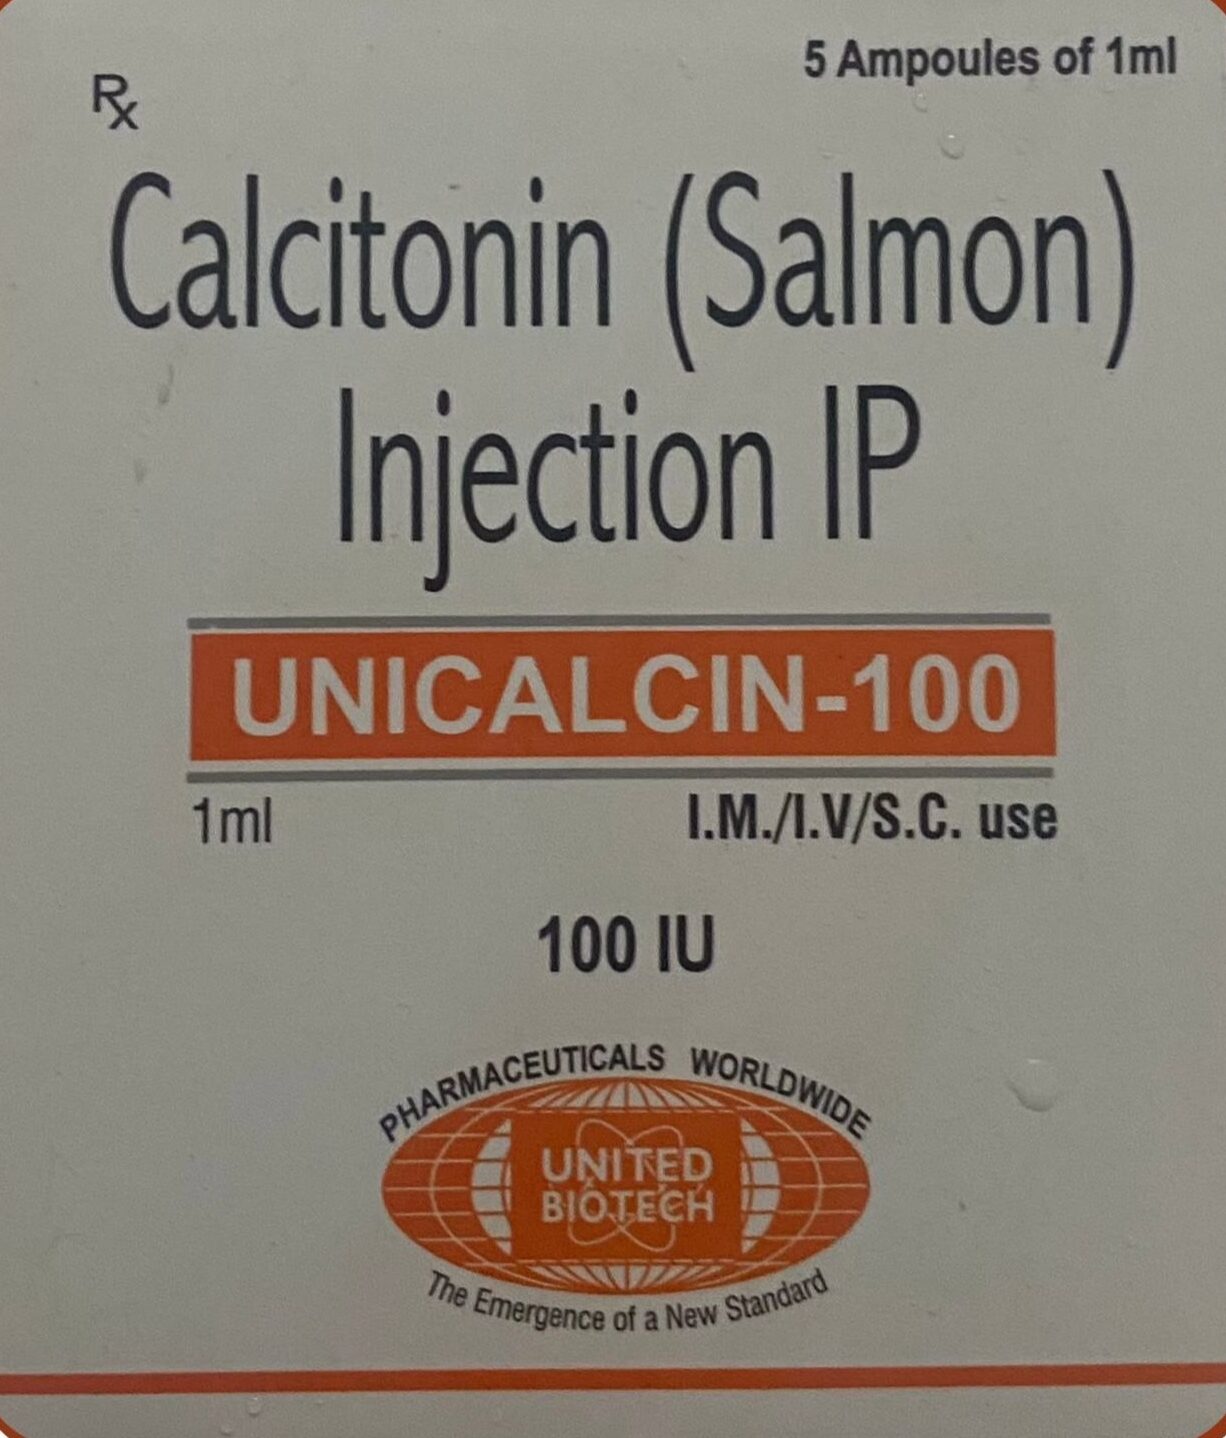 5 Ampoules of 1ml
Rx
Calcitonin (Salmon)
Injection IP
UNICALCIN-100
1ml I.M./I.V/S.C. use
100 IU
PHARMACEUTICALS WORLDWIDE
UNITED
BIOTECH
The Emergence of a New Standard